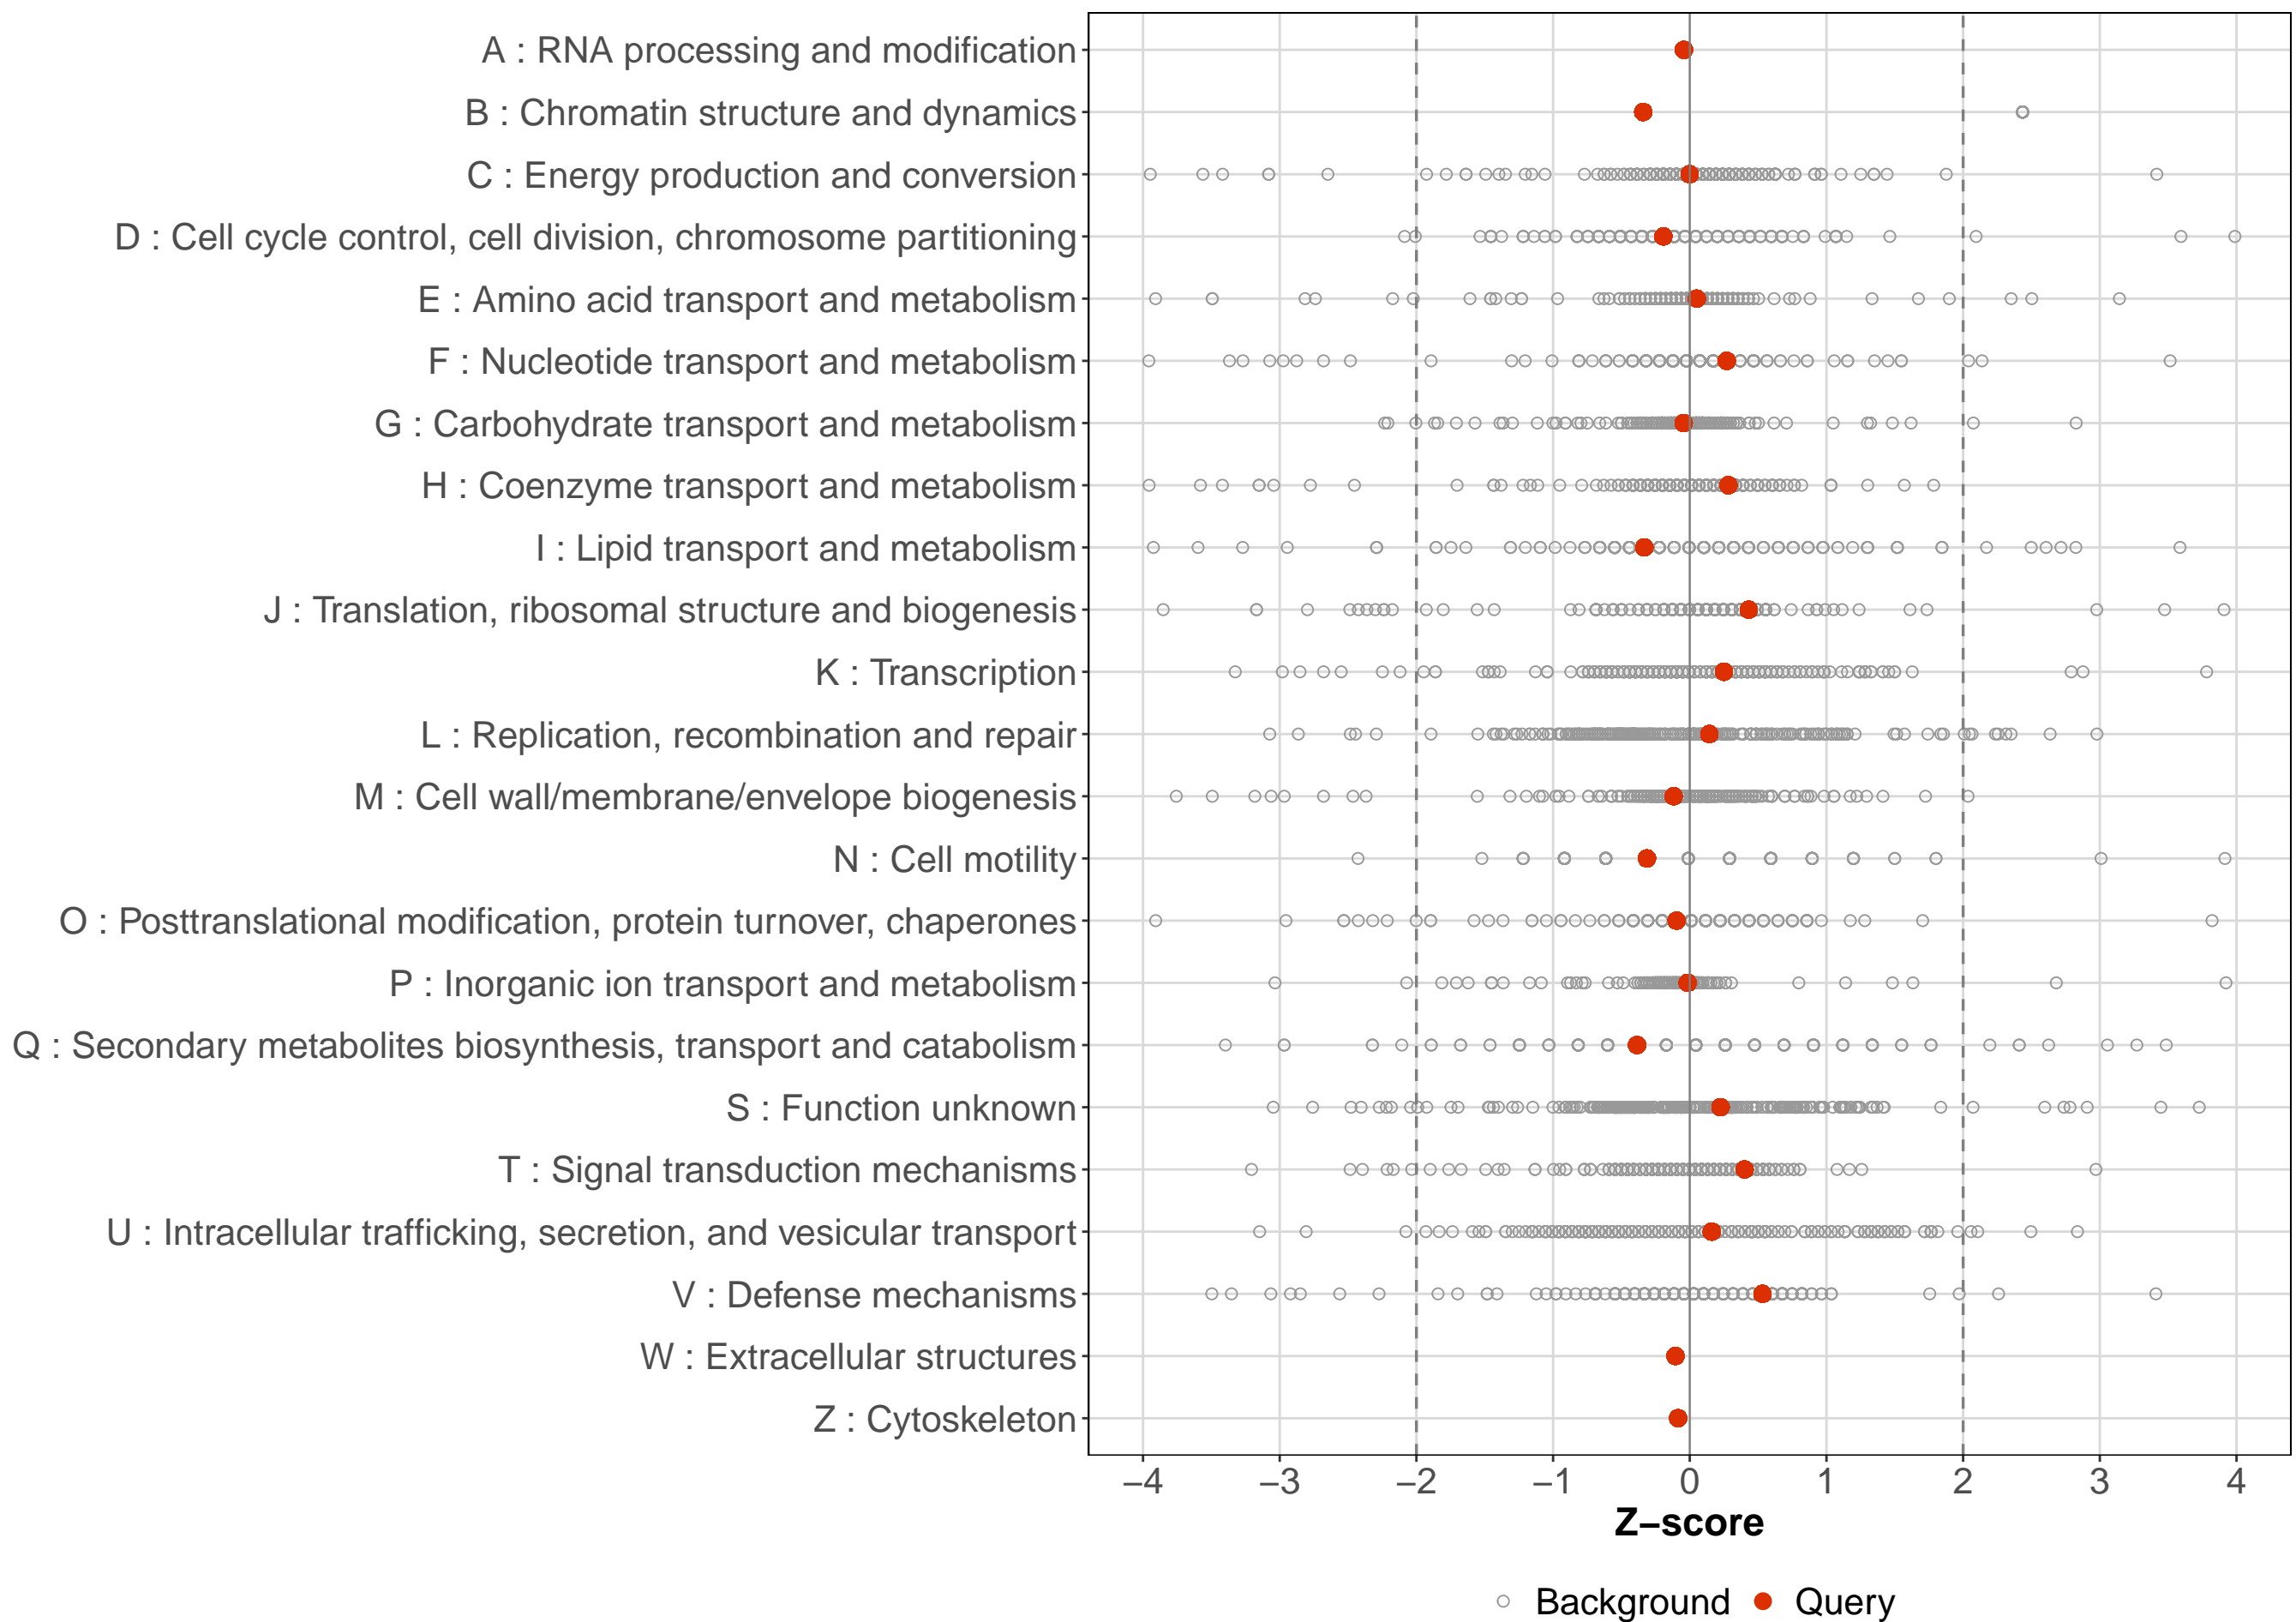 A : RNA processing and modification
B : Chromatin structure and dynamics
C : Energy production and conversion
D : Cell cycle control, cell division, chromosome partitioning
E : Amino acid transport and metabolism
F : Nucleotide transport and metabolism
G : Carbohydrate transport and metabolism
H : Coenzyme transport and metabolism
I : Lipid transport and metabolism
J : Translation, ribosomal structure and biogenesis
K : Transcription
L : Replication, recombination and repair
M : Cell wall/membrane/envelope biogenesis
N : Cell motility
O : Posttranslational modification, protein turnover, chaperones
P : Inorganic ion transport and metabolism
Q : Secondary metabolites biosynthesis, transport and catabolism
S : Function unknown
T : Signal transduction mechanisms
U : Intracellular trafficking, secretion, and vesicular transport
V : Defense mechanisms
W : Extracellular structures
Z : Cytoskeleton
−4 −3 −2 −1 0 1 2 3 4
Z−score
Background Query